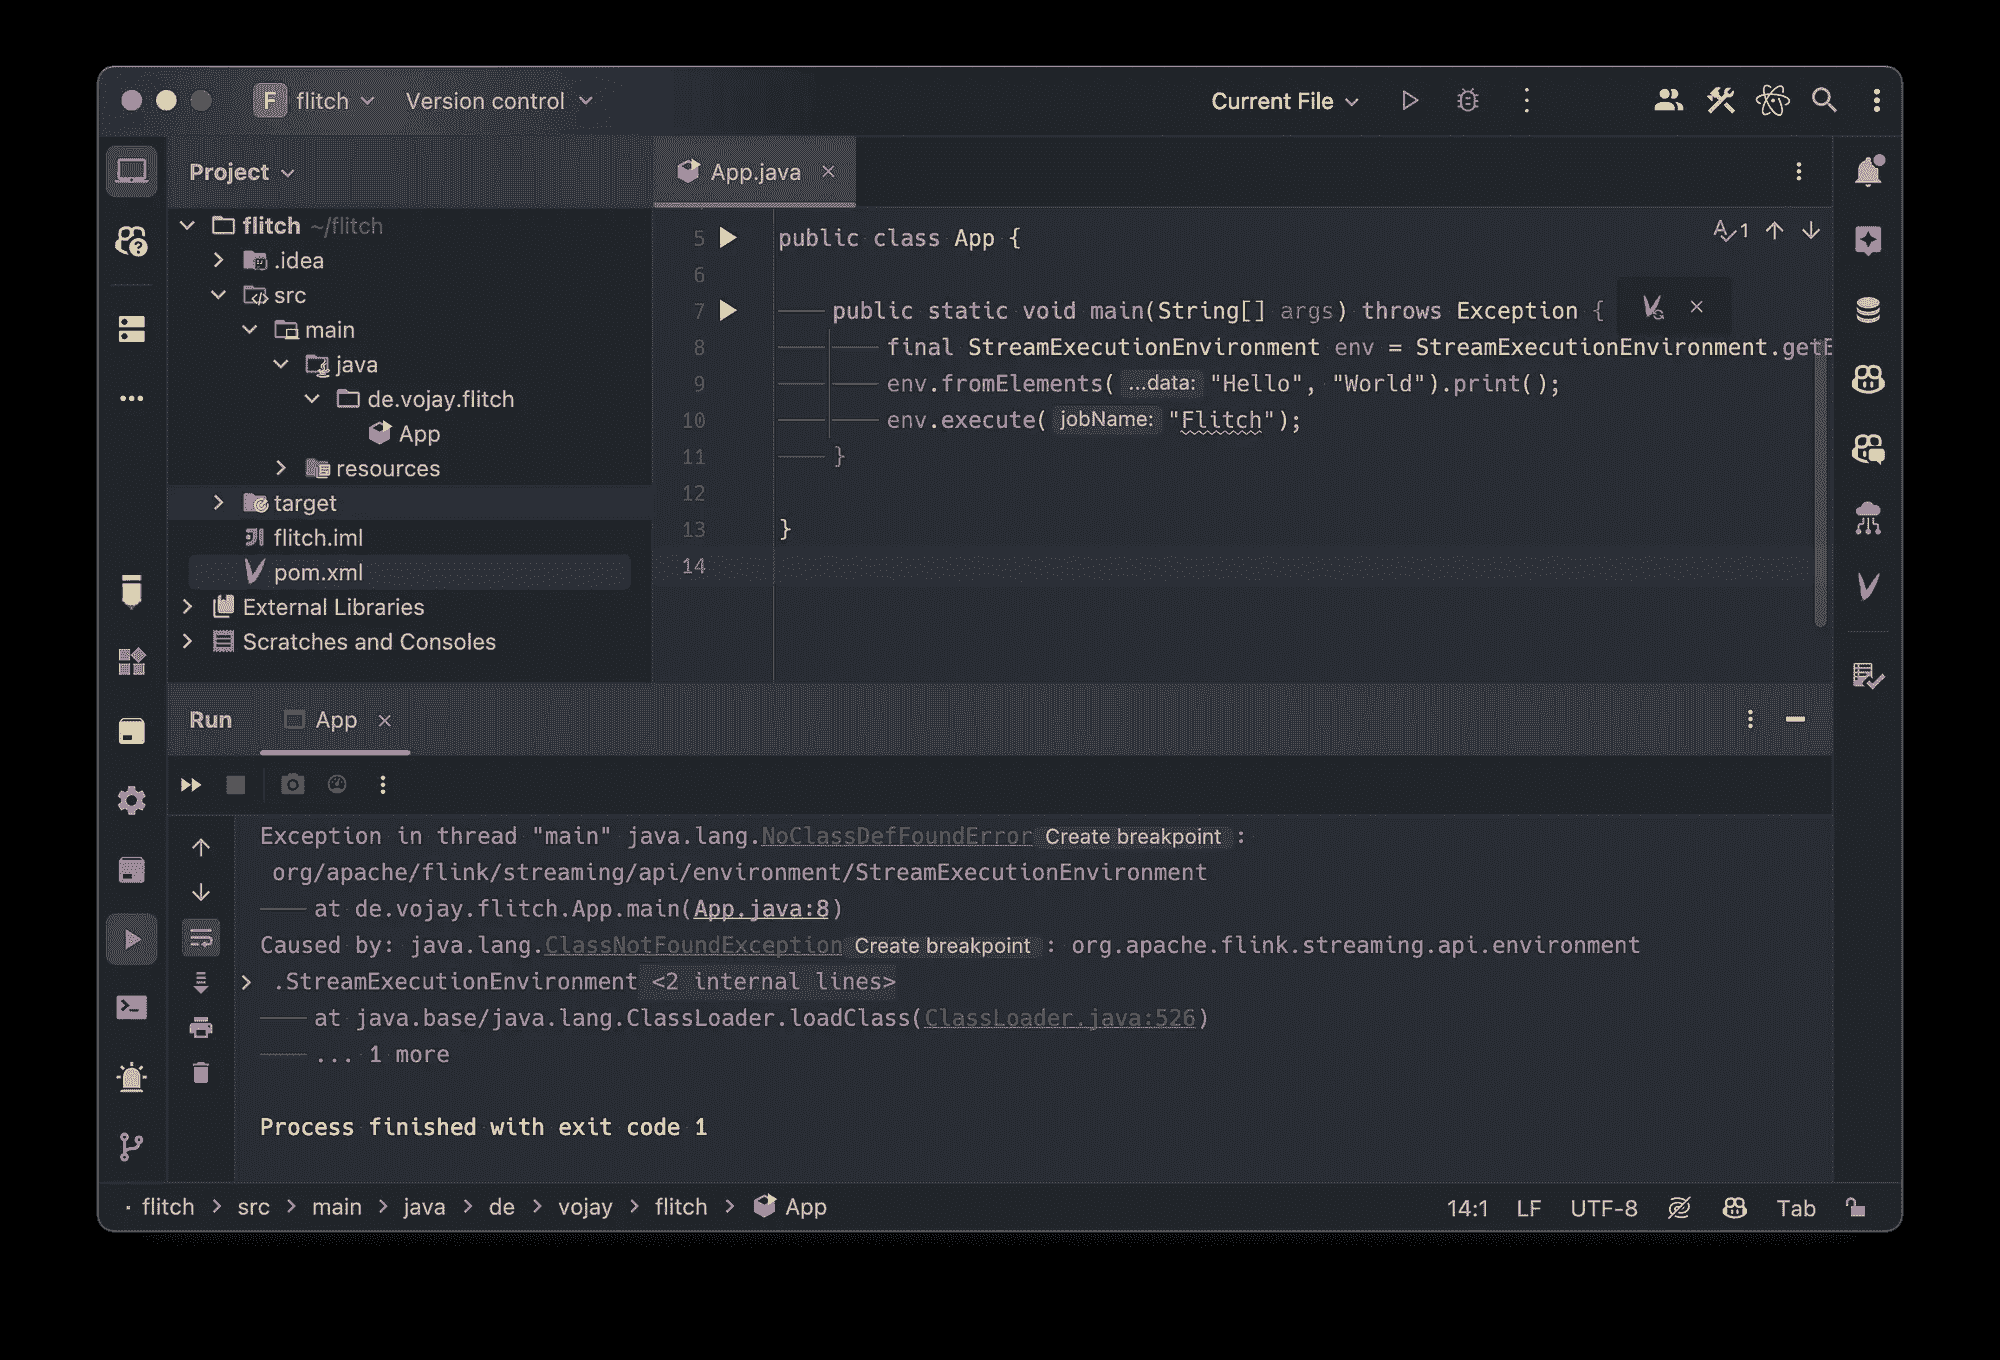 F flitch Version control Current File
Project
App.java
flitch ~/flitch
.idea
src
main
java
de.vojay.flitch
App
resources
target
flitch.iml
pom.xml
External Libraries
Scratches and Consoles
1
5 public class App {
6
7 public static void main(String[] args) throws Exception {
8 final StreamExecutionEnvironment env = StreamExecutionEnvironment.getE
9 env.fromElements( ...data: "Hello", "World").print();
10 env.execute( jobName: "Flitch");
11 }
12
13 }
14
Run App
Exception in thread "main" java.lang.NoClassDefFoundError Create breakpoint :
org/apache/flink/streaming/api/environment/StreamExecutionEnvironment
at de.vojay.flitch.App.main(App.java:8)
Caused by: java.lang.ClassNotFoundException Create breakpoint : org.apache.flink.streaming.api.environment
.StreamExecutionEnvironment <2 internal lines>
at java.base/java.lang.ClassLoader.loadClass(ClassLoader.java:526)
... 1 more
Process finished with exit code 1
flitch > src > main > java > de > vojay > flitch > App 14:1 LF UTF-8 Tab